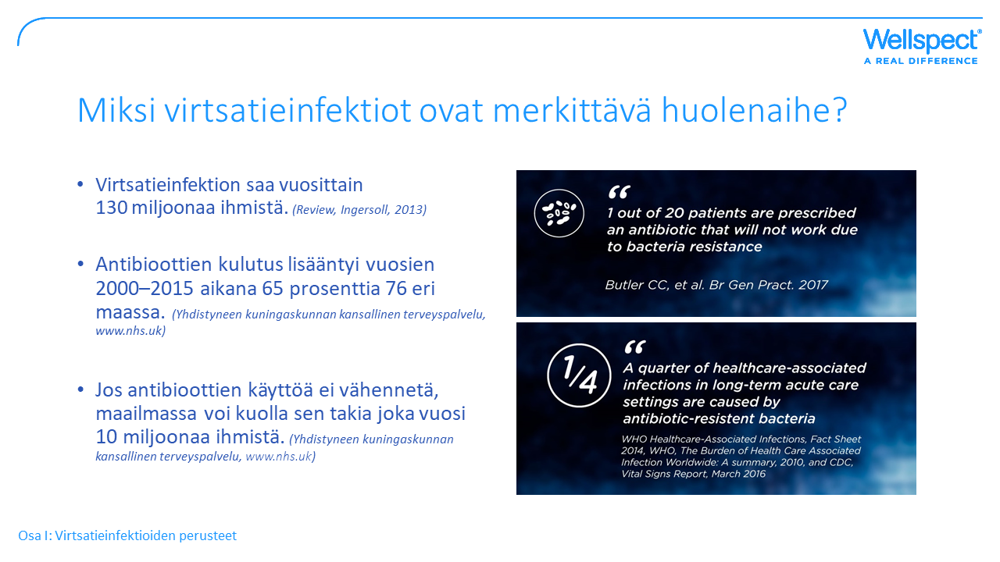 Wellspect®
A REAL DIFFERENCE
Miksi virtsatieinfektiot ovat merkittävä huolenaihe?
• Virtsatieinfektion saa vuosittain
130 miljoonaa ihmistä. (Review, Ingersoll, 2013)
• Antibioottien kulutus lisääntyi vuosien
2000–2015 aikana 65 prosenttia 76 eri
maassa. (Yhdistyneen kuningaskunnan kansallinen terveyspalvelu,
www.nhs.uk)
• Jos antibioottien käyttöä ei vähennetä,
maailmassa voi kuolla sen takia joka vuosi
10 miljoonaa ihmistä. (Yhdistyneen kuningaskunnan
kansallinen terveyspalvelu, www.nhs.uk)
“
1 out of 20 patients are prescribed
an antibiotic that will not work due
to bacteria resistance
Butler CC, et al. Br Gen Pract. 2017
1/4
“
A quarter of healthcare-associated
infections in long-term acute care
settings are caused by
antibiotic-resistent bacteria
WHO Healthcare-Associated Infections, Fact Sheet
2014, WHO, The Burden of Health Care Associated
Infection Worldwide: A summary, 2010, and CDC,
Vital Signs Report, March 2016
Osa I: Virtsatieinfektioiden perusteet